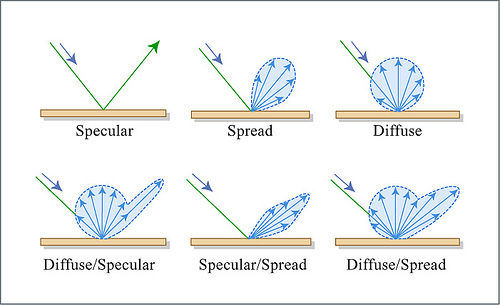 Specular
Spread
Diffuse
Diffuse/Specular
Specular/Spread
Diffuse/Spread